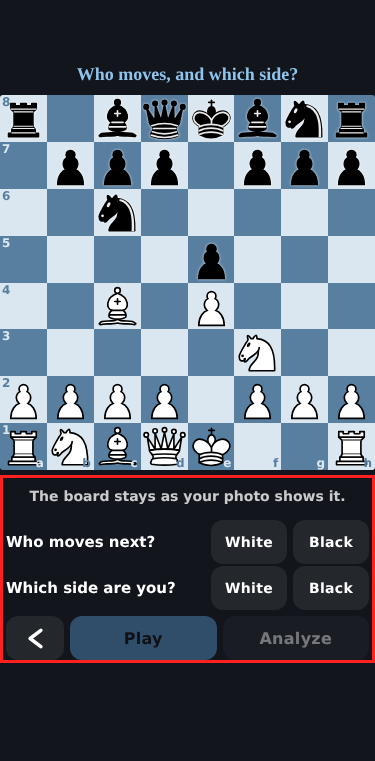 Who moves, and which side?
8
7
6
5
4
3
2
1
a b c d e f g h
The board stays as your photo shows it.
Who moves next? White Black
Which side are you? White Black
Play Analyze